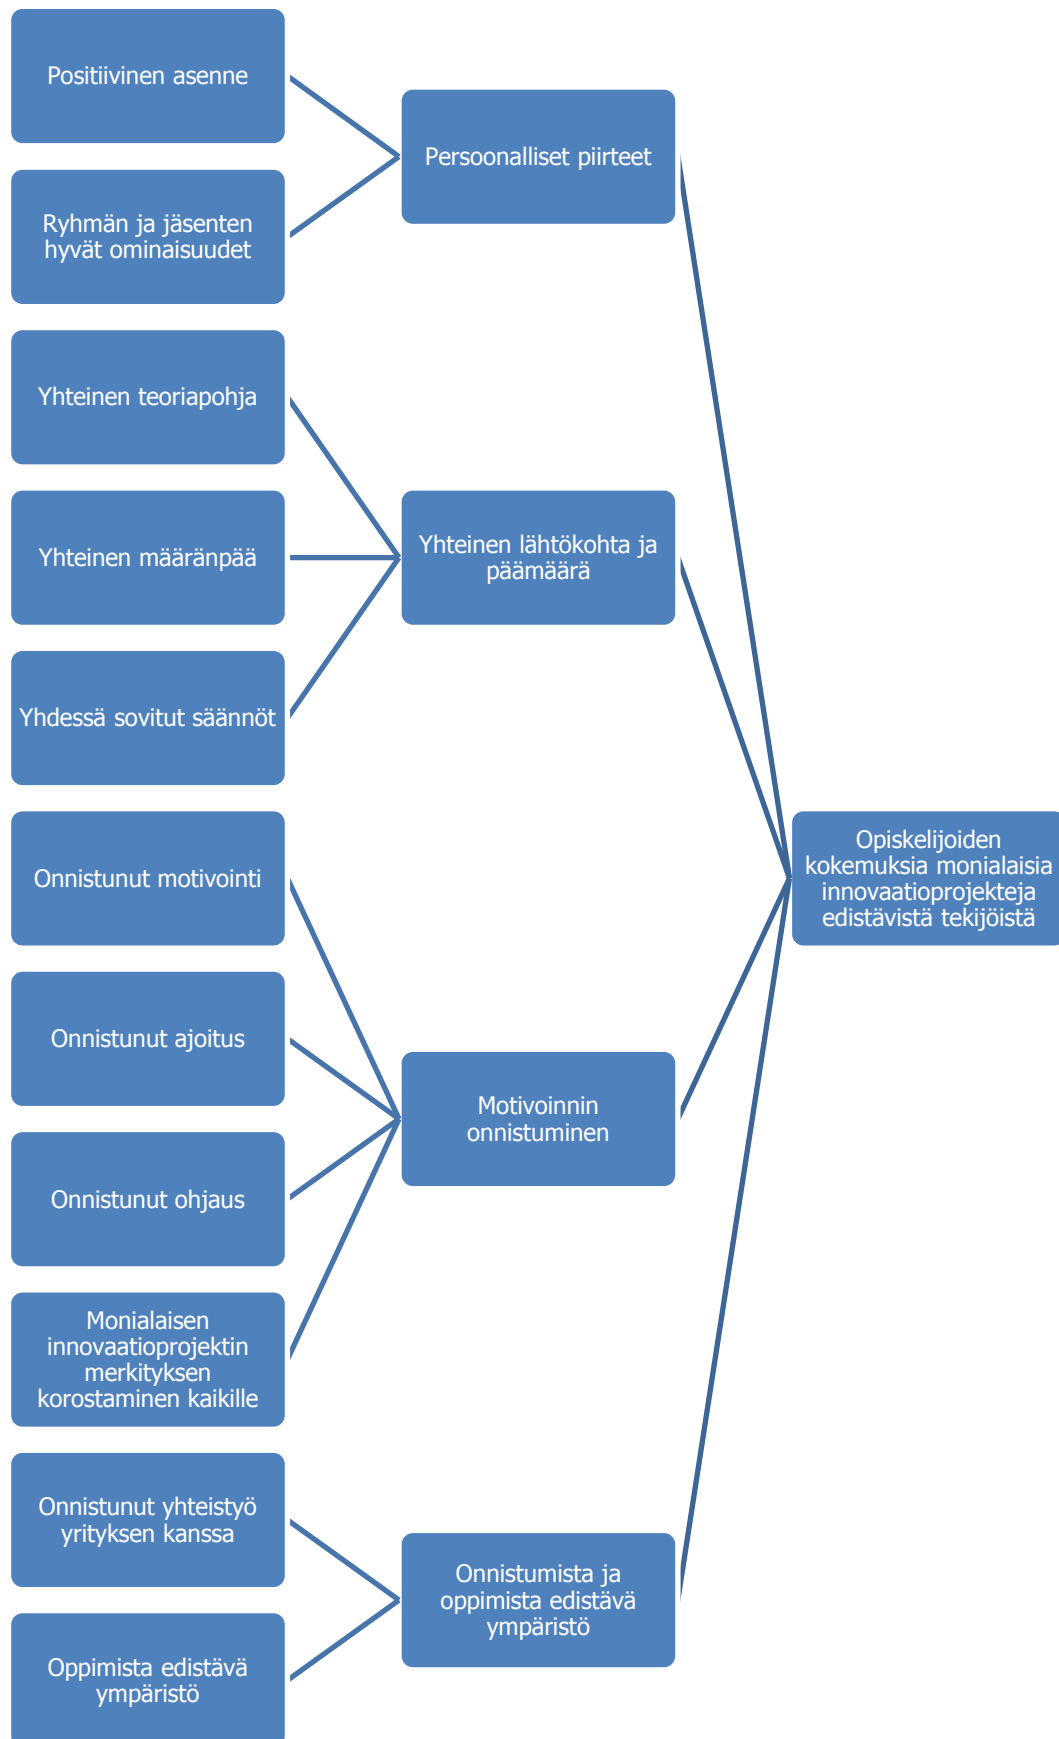 Positiivinen asenne
Ryhmän ja jäsenten
hyvät ominaisuudet
Persoonalliset piirteet
Yhteinen teoriapohja
Yhteinen määränpää
Yhdessä sovitut säännöt
Yhteinen lähtökohta ja
päämäärä
Onnistunut motivointi
Onnistunut ajoitus
Onnistunut ohjaus
Monialaisen
innovaatioprojektin
merkityksen
korostaminen kaikille
Motivoinnin
onnistuminen
Onnistunut yhteistyö
yrityksen kanssa
Oppimista edistävä
ympäristö
Onnistumista ja
oppimista edistävä
ympäristö
Opiskelijoiden
kokemuksia monialaisia
innovaatioprojekteja
edistävistä tekijöistä